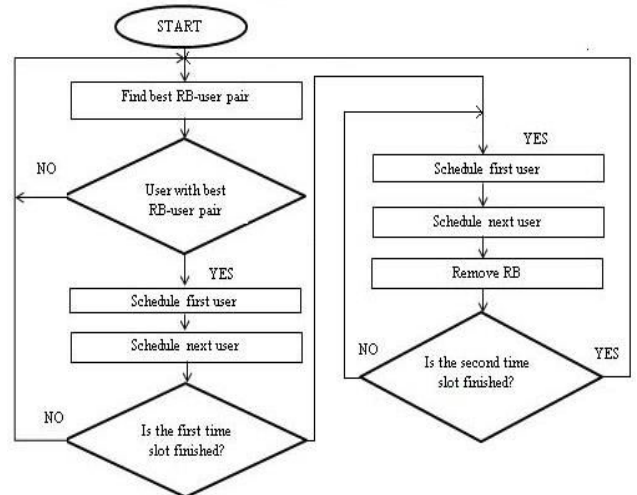 START
Find best RB-user pair
NO
User with best
RB-user pair
YES
Schedule first user
Schedule next user
NO
Is the first time
slot finished?
YES
Schedule first user
Schedule next user
Remove RB
NO
Is the second time
slot finished?
YES